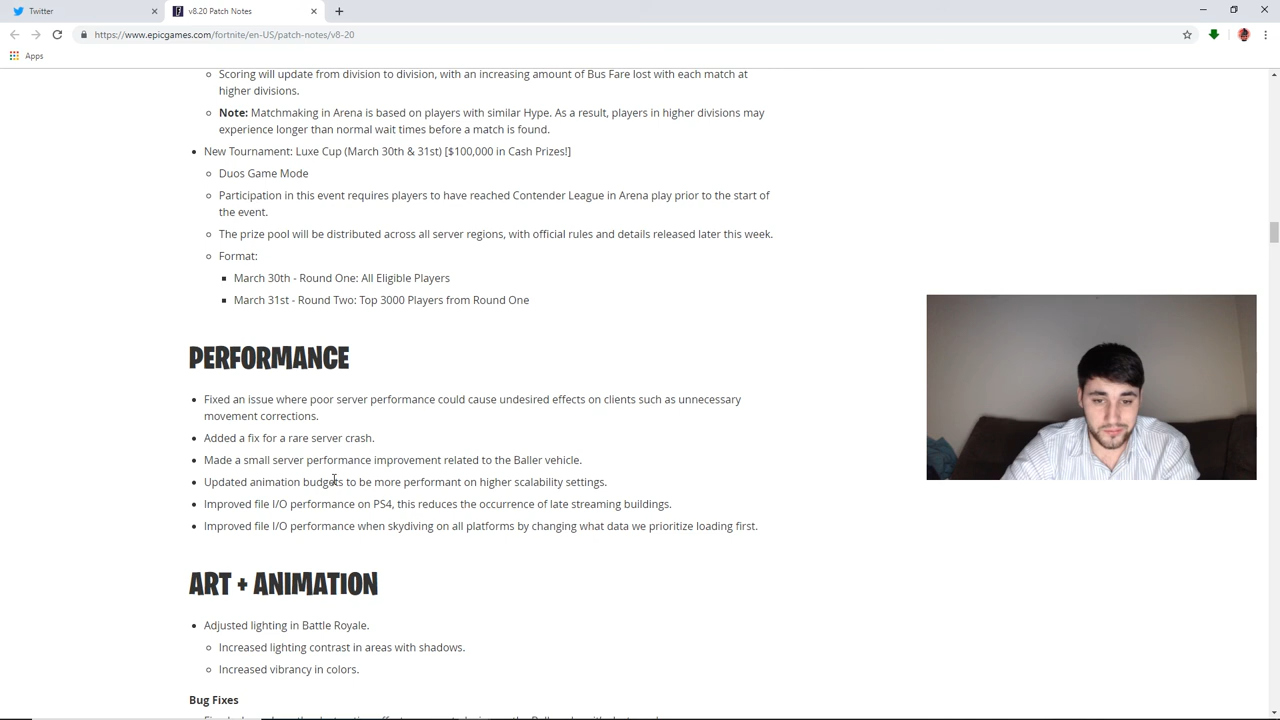 Twitter
v8.20 Patch Notes
https://www.epicgames.com/fortnite/en-US/patch-notes/v8-20
Apps
Scoring will update from division to division, with an increasing amount of Bus Fare lost with each match at
higher divisions.
Note: Matchmaking in Arena is based on players with similar Hype. As a result, players in higher divisions may
experience longer than normal wait times before a match is found.
New Tournament: Luxe Cup (March 30th & 31st) [$100,000 in Cash Prizes!]
Duos Game Mode
Participation in this event requires players to have reached Contender League in Arena play prior to the start of
the event.
The prize pool will be distributed across all server regions, with official rules and details released later this week.
Format:
March 30th - Round One: All Eligible Players
March 31st - Round Two: Top 3000 Players from Round One
PERFORMANCE
Fixed an issue where poor server performance could cause undesired effects on clients such as unnecessary
movement corrections.
Added a fix for a rare server crash.
Made a small server performance improvement related to the Baller vehicle.
Updated animation budgets to be more performant on higher scalability settings.
Improved file I/O performance on PS4, this reduces the occurrence of late streaming buildings.
Improved file I/O performance when skydiving on all platforms by changing what data we prioritize loading first.
ART + ANIMATION
Adjusted lighting in Battle Royale.
Increased lighting contrast in areas with shadows.
Increased vibrancy in colors.
Bug Fixes